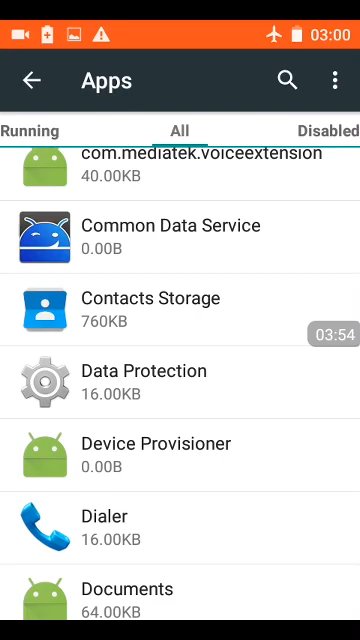 03:00
Apps
Running
All
Disabled
com.mediatek.voiceextension
40.00KB
Common Data Service
0.00B
Contacts Storage
760KB
03:54
Data Protection
16.00KB
Device Provisioner
0.00B
Dialer
16.00KB
Documents
64.00KB